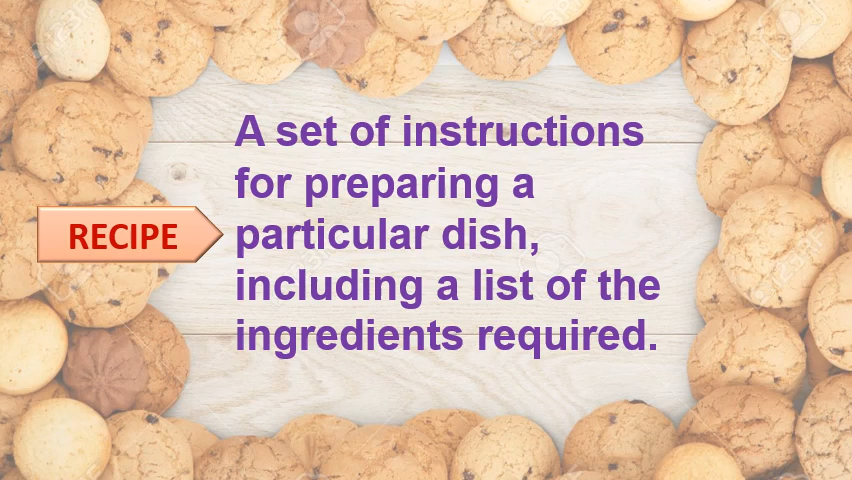 A set of instructions
for preparing a
RECIPE
particular dish,
including a list of the
ingredients required.